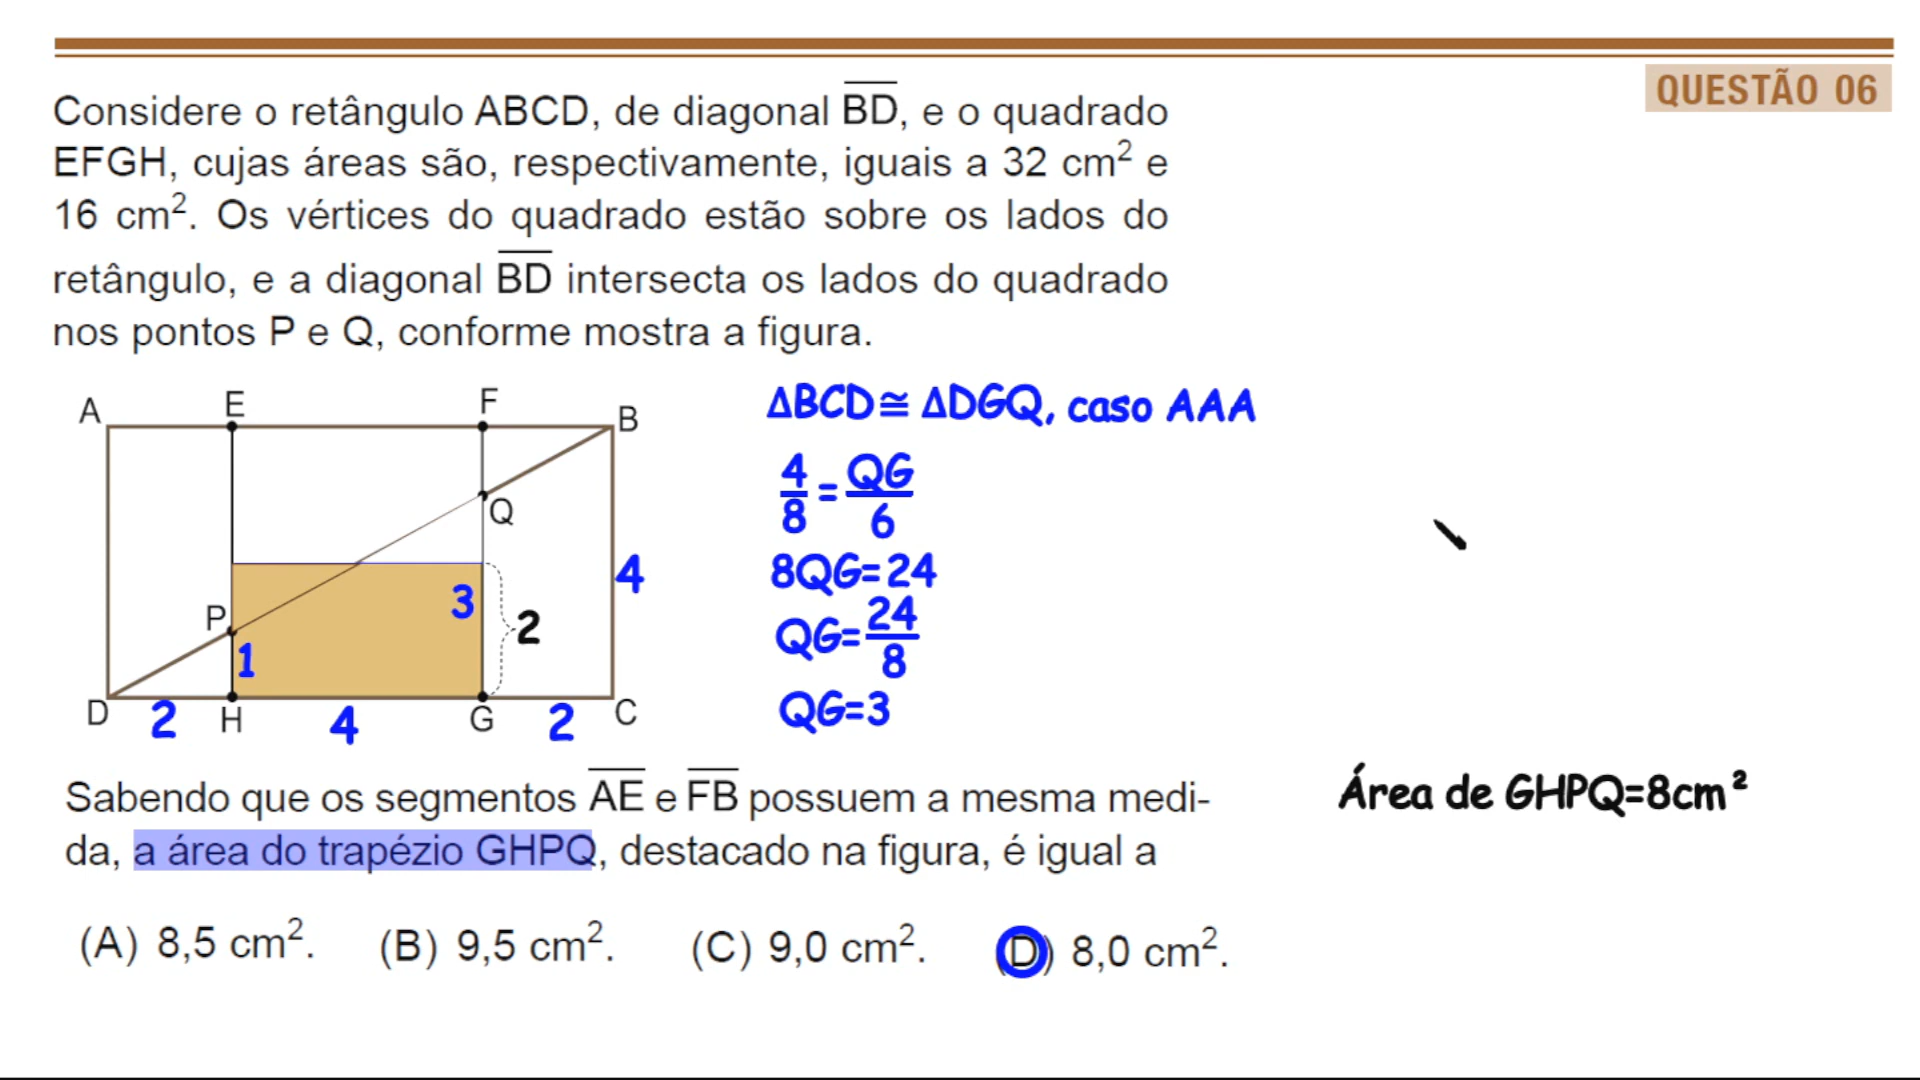 QUESTÃO 06
Considere o retângulo ABCD, de diagonal BD, e o quadrado
EFGH, cujas áreas são, respectivamente, iguais a 32 cm² e
16 cm². Os vértices do quadrado estão sobre os lados do
retângulo, e a diagonal BD intersecta os lados do quadrado
nos pontos P e Q, conforme mostra a figura.
A E F B
Q
P
3
2
4
1
D 2 H 4 G 2 C
ΔBCD≅ ΔDGQ, caso AAA
4/8 = QG/6
8QG=24
QG=24/8
QG=3
Sabendo que os segmentos AE e FB possuem a mesma medi-
da, a área do trapézio GHPQ, destacado na figura, é igual a
Área de GHPQ=8cm²
(A) 8,5 cm². (B) 9,5 cm². (C) 9,0 cm². (D) 8,0 cm².